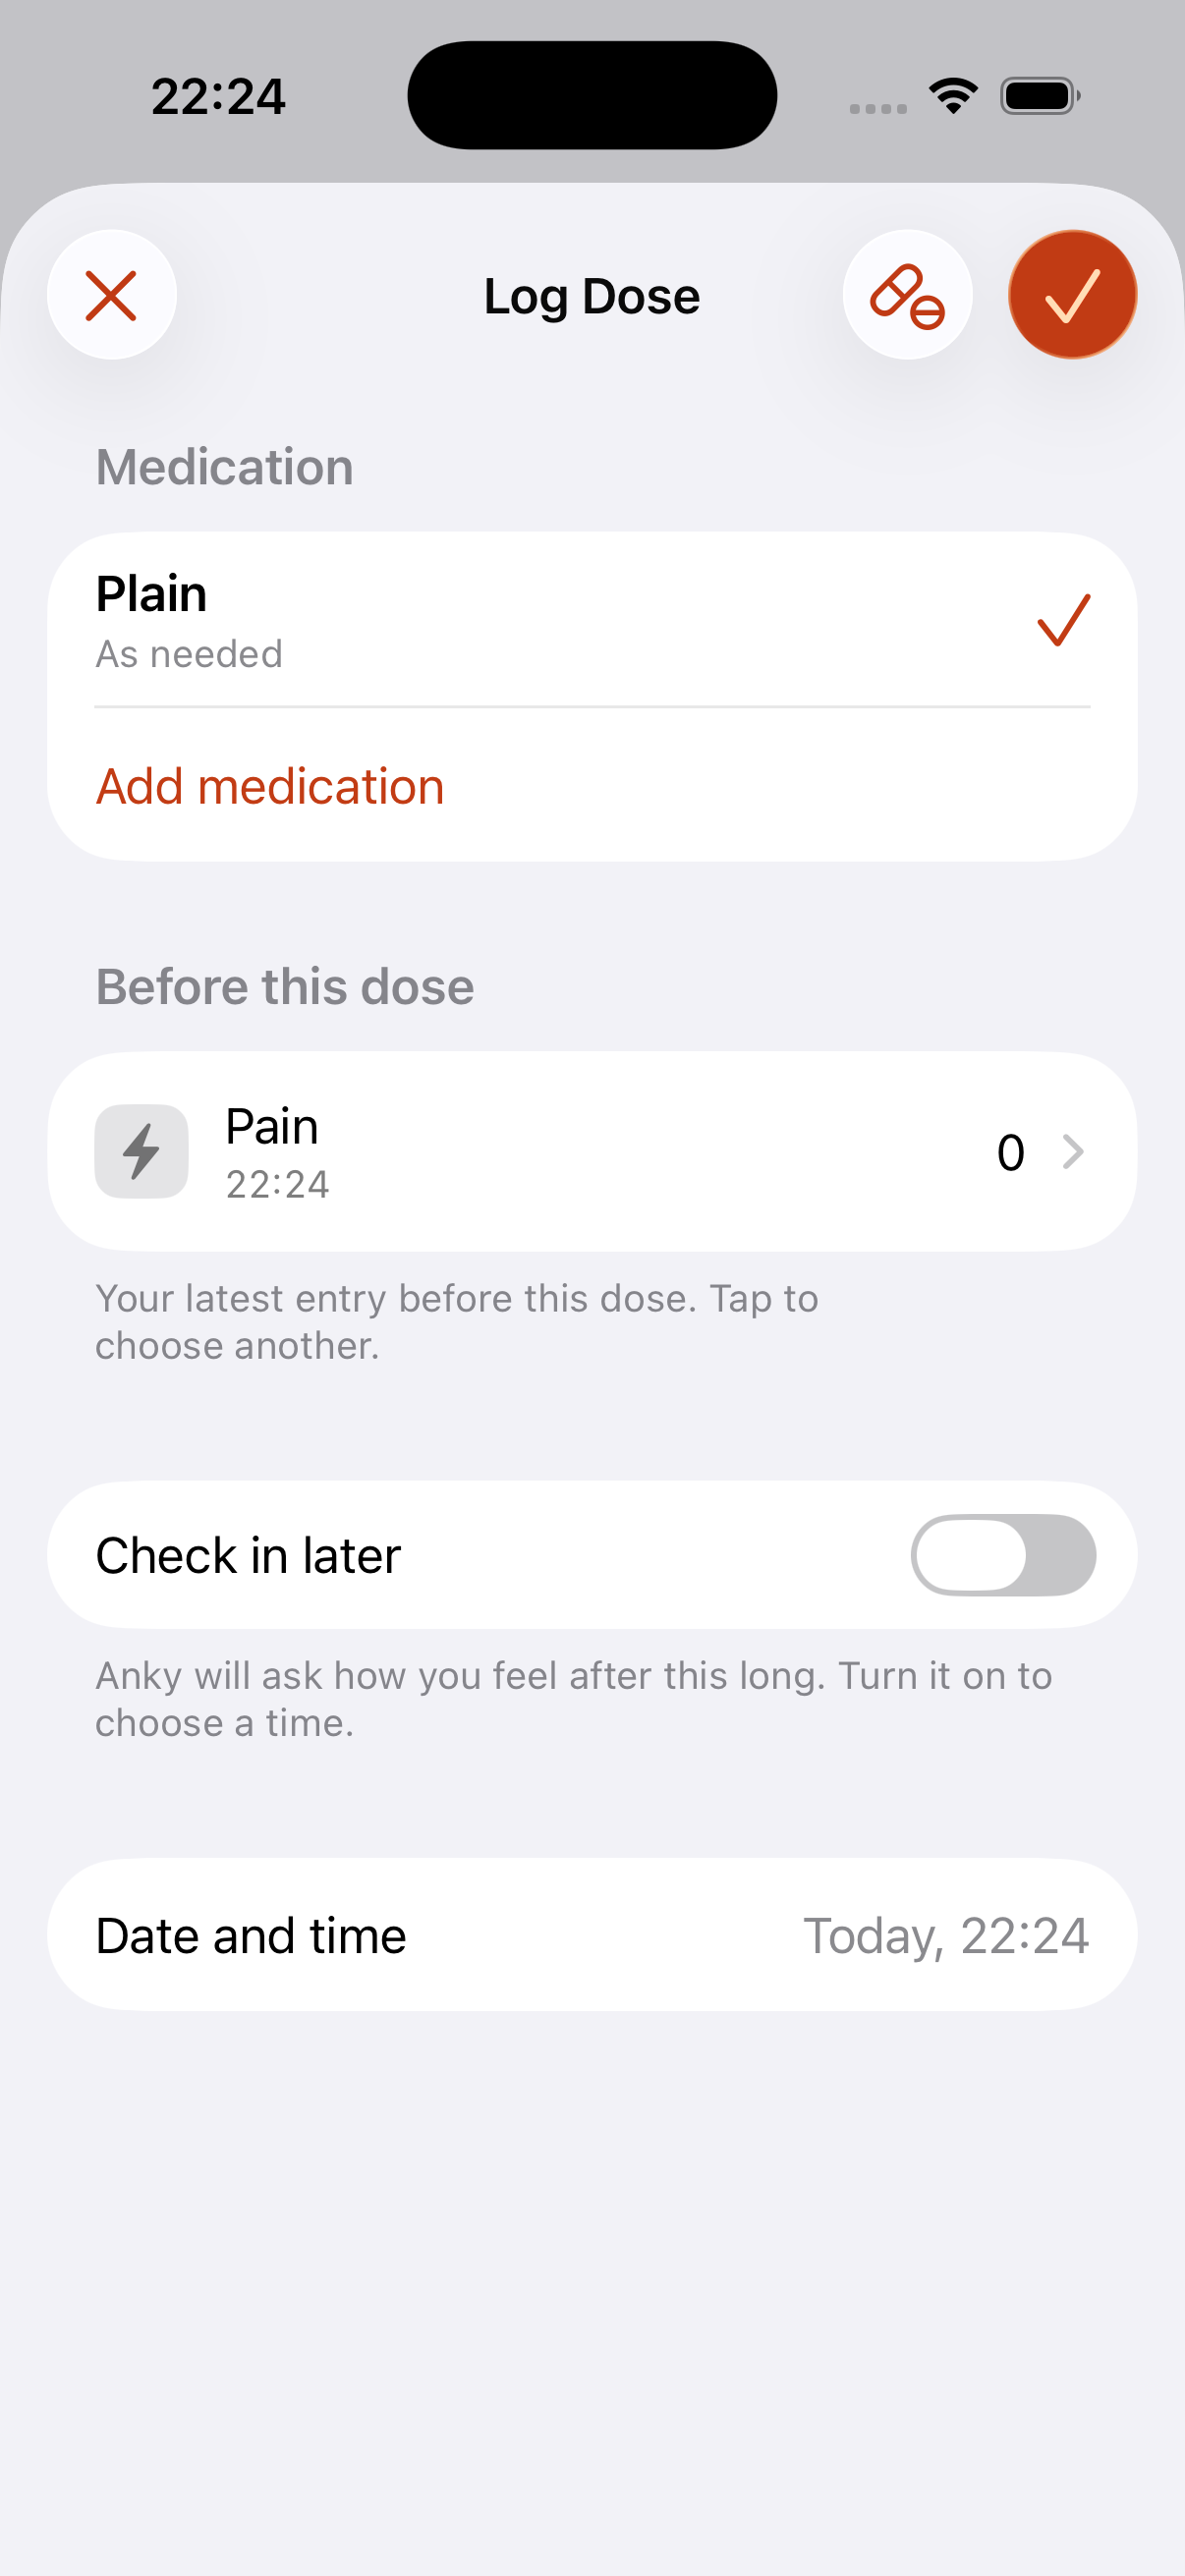 22:24
Log Dose
Medication
Plain
As needed
Add medication
Before this dose
Pain
22:24
0
Your latest entry before this dose. Tap to
choose another.
Check in later
Anky will ask how you feel after this long. Turn it on to
choose a time.
Date and time
Today, 22:24